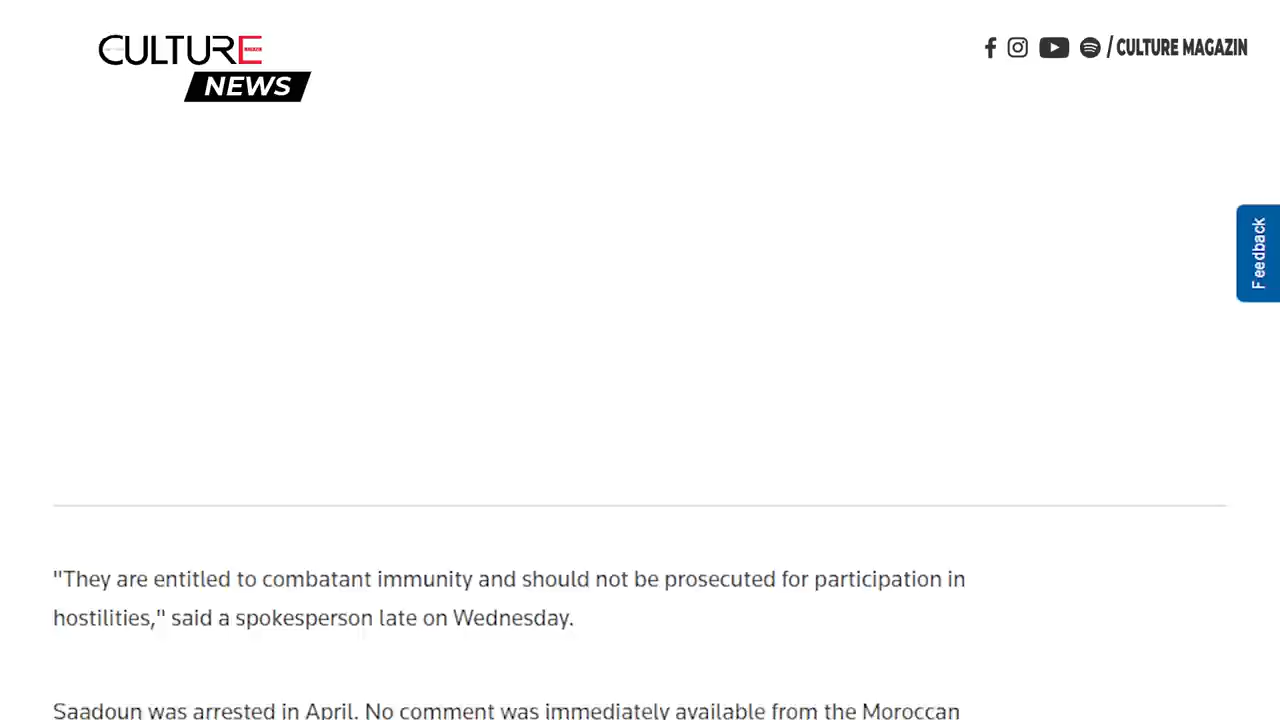 CULTURE
NEWS
/ CULTURE MAGAZIN
Feedback
"They are entitled to combatant immunity and should not be prosecuted for participation in
hostilities," said a spokesperson late on Wednesday.
Saadoun was arrested in April. No comment was immediately available from the Moroccan